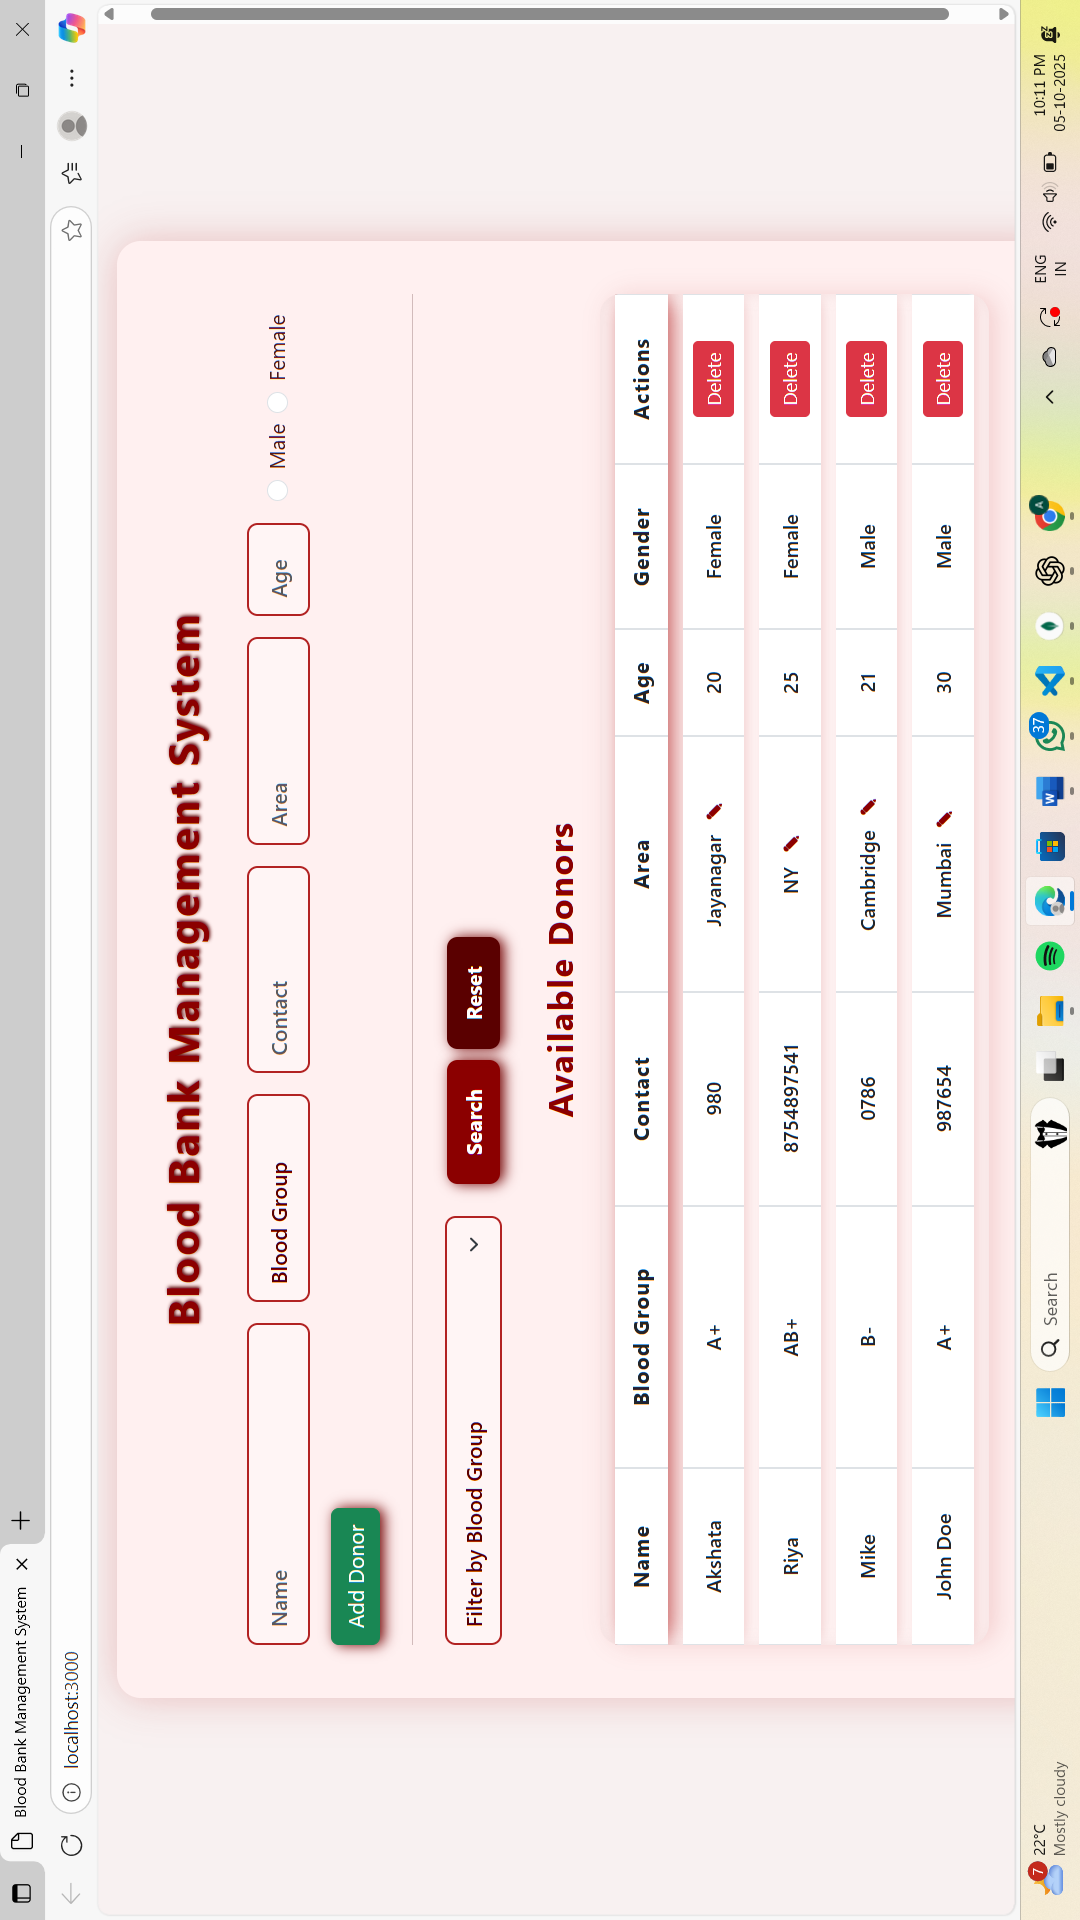 Blood Bank Management System
localhost:3000
Blood Bank Management System
Name Blood Group Contact Area Age Male Female
Add Donor
Filter by Blood Group Search Reset
Available Donors
Name Blood Group Contact Area Age Gender Actions
Akshata A+ 980 Jayanagar 20 Female Delete
Riya AB+ 8754897541 NY 25 Female Delete
Mike B- 0786 Cambridge 21 Male Delete
John Doe A+ 987654 Mumbai 30 Male Delete
7 22°C
Mostly cloudy
Search
W
37
A
ENG
IN
10:11 PM
05-10-2025